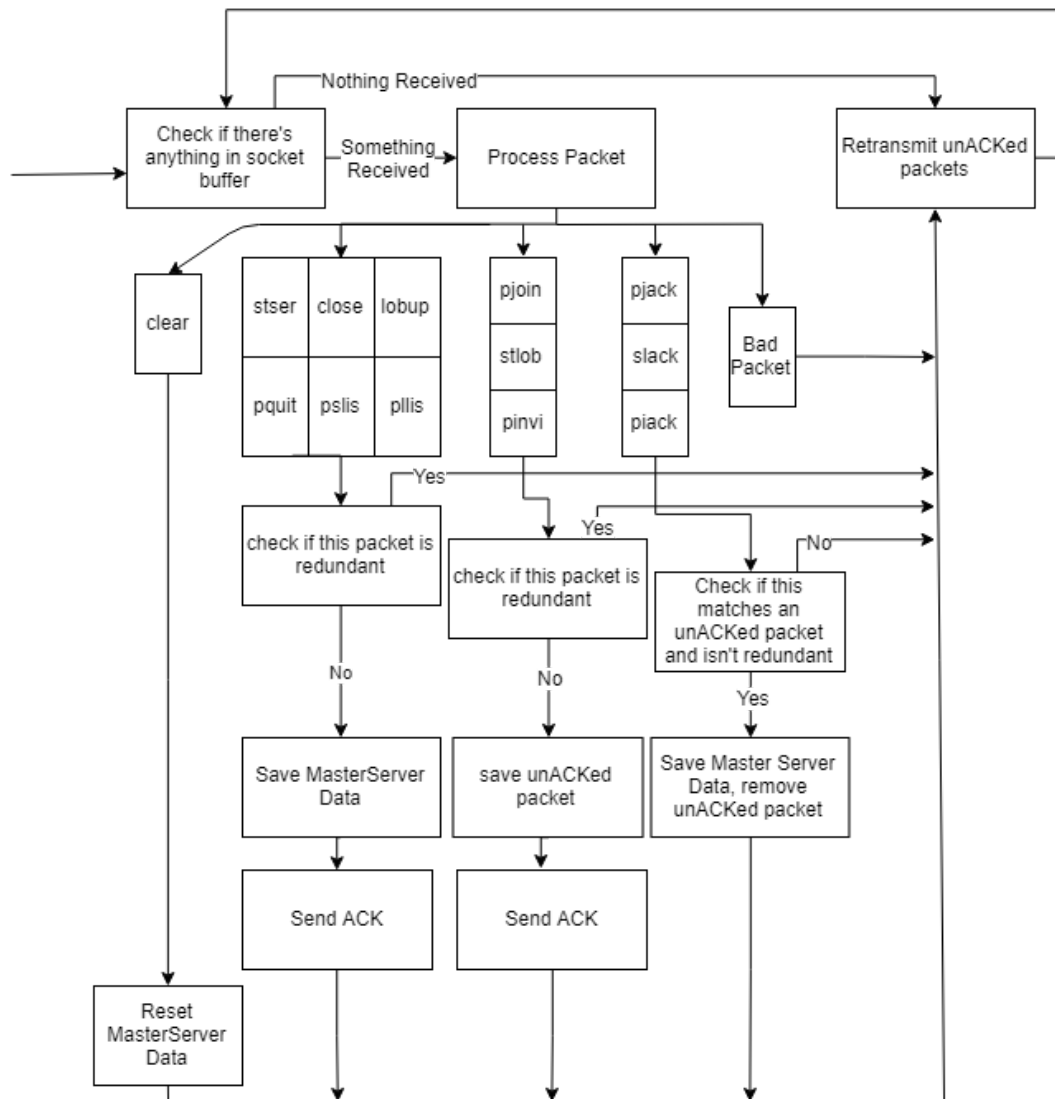 Nothing Received
Check if there's
anything in socket
buffer
Something
Received
Process Packet
Retransmit unACKed
packets
clear
stser
close
lobup
pquit
pslis
pllis
pjoin
stlob
pinvi
pjack
slack
piack
Bad
Packet
Yes
check if this packet is
redundant
Yes
check if this packet is
redundant
No
Check if this
matches an
unACKed packet
and isn't redundant
No
No
Yes
Save MasterServer
Data
save unACKed
packet
Save Master Server
Data, remove
unACKed packet
Send ACK
Send ACK
Reset
MasterServer
Data